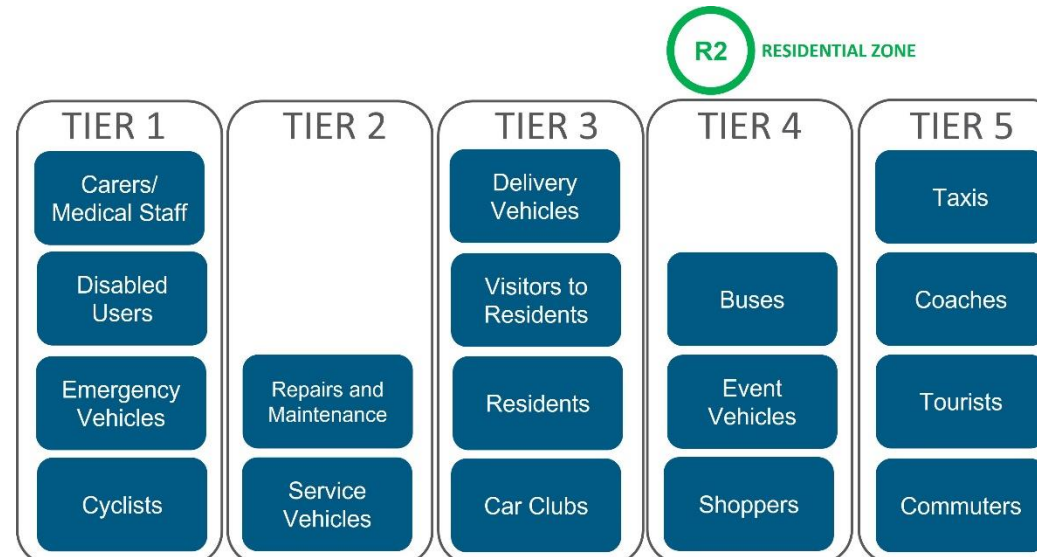 R2 RESIDENTIAL ZONE
TIER 1
Carers/
Medical Staff
Disabled
Users
Emergency
Vehicles
Cyclists
TIER 2
Repairs and
Maintenance
Service
Vehicles
TIER 3
Delivery
Vehicles
Visitors to
Residents
Residents
Car Clubs
TIER 4
Buses
Event
Vehicles
Shoppers
TIER 5
Taxis
Coaches
Tourists
Commuters